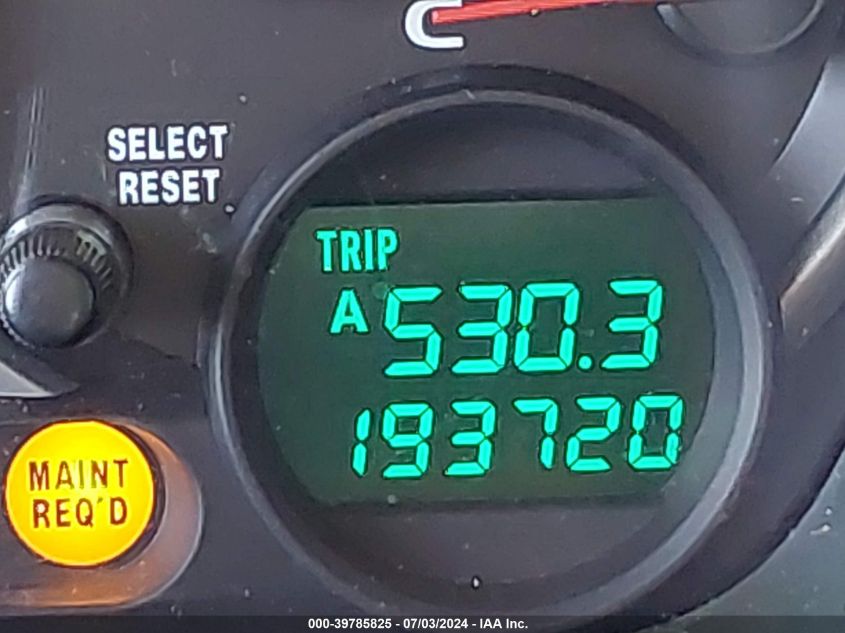 C
SELECT
RESET
TRIP
A 530.3
193720
MAINT
REQ'D
000-39785825 - 07/03/2024 - IAA Inc.